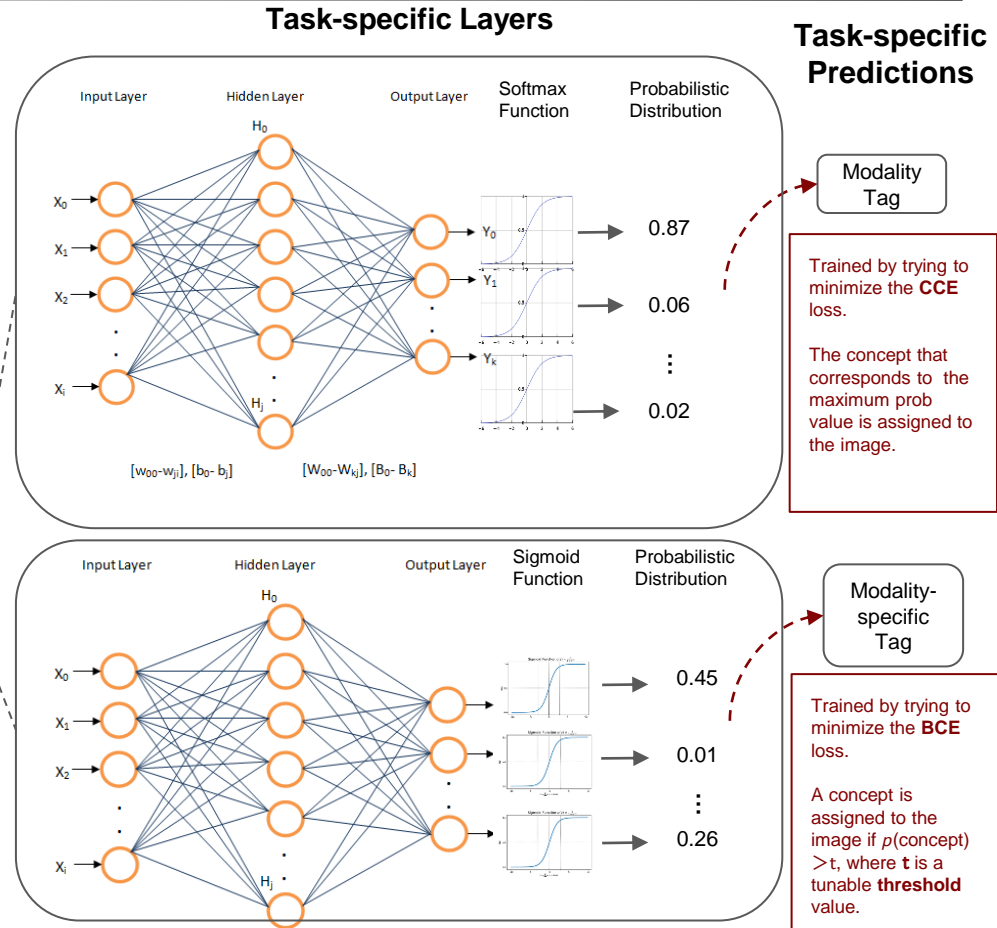 Task-specific Layers
Task-specific
Predictions
Input Layer
Hidden Layer
Output Layer
Softmax
Function
Probabilistic
Distribution
H0
X0
X1
X2
Xi
Hj
Y0
Y1
Yk
0.87
0.06
0.02
[w00-wji], [b0- bj]
[W00-Wkj], [B0- Bk]
Modality
Tag
Trained by trying to
minimize the CCE
loss.
The concept that
corresponds to the
maximum prob
value is assigned to
the image.
Input Layer
Hidden Layer
Output Layer
Sigmoid
Function
Probabilistic
Distribution
H0
X0
X1
X2
Xi
Hj
0.45
0.01
0.26
Modality-
specific
Tag
Trained by trying to
minimize the BCE
loss.
A concept is
assigned to the
image if p(concept)
>t, where t is a
tunable threshold
value.